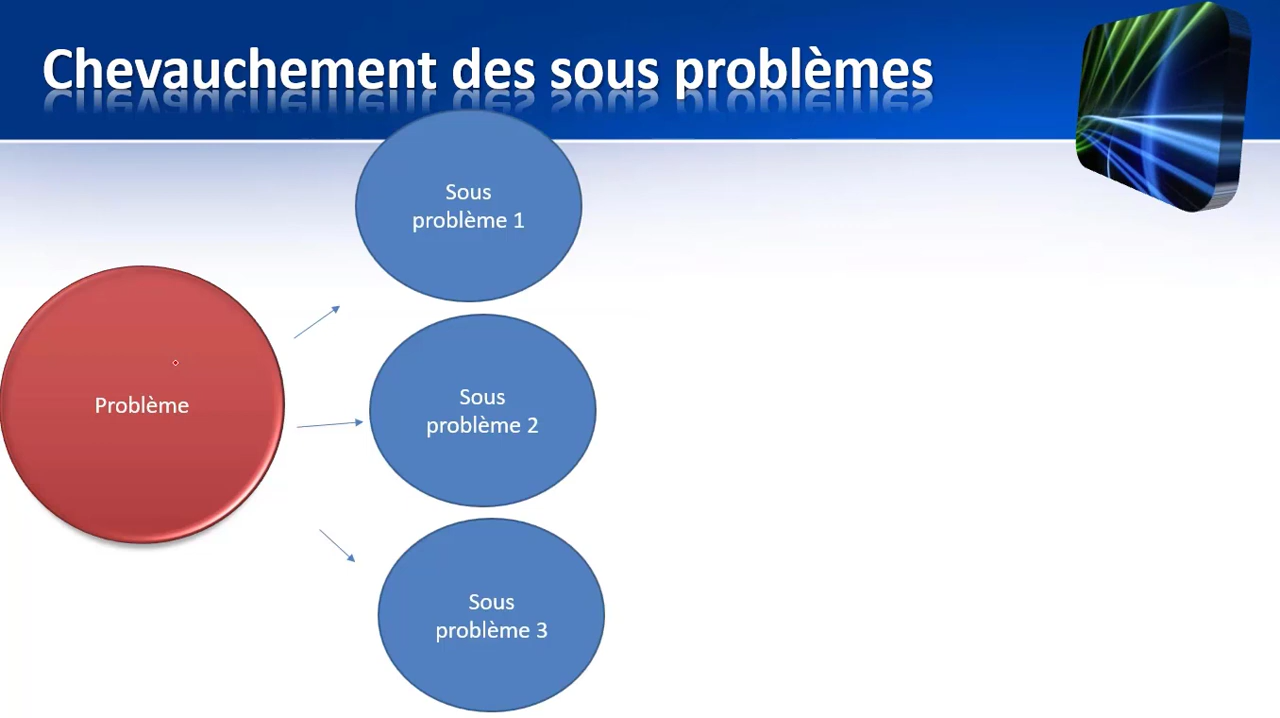 Chevauchement des sous problèmes
Sous
problème 1
Problème
Sous
problème 2
Sous
problème 3